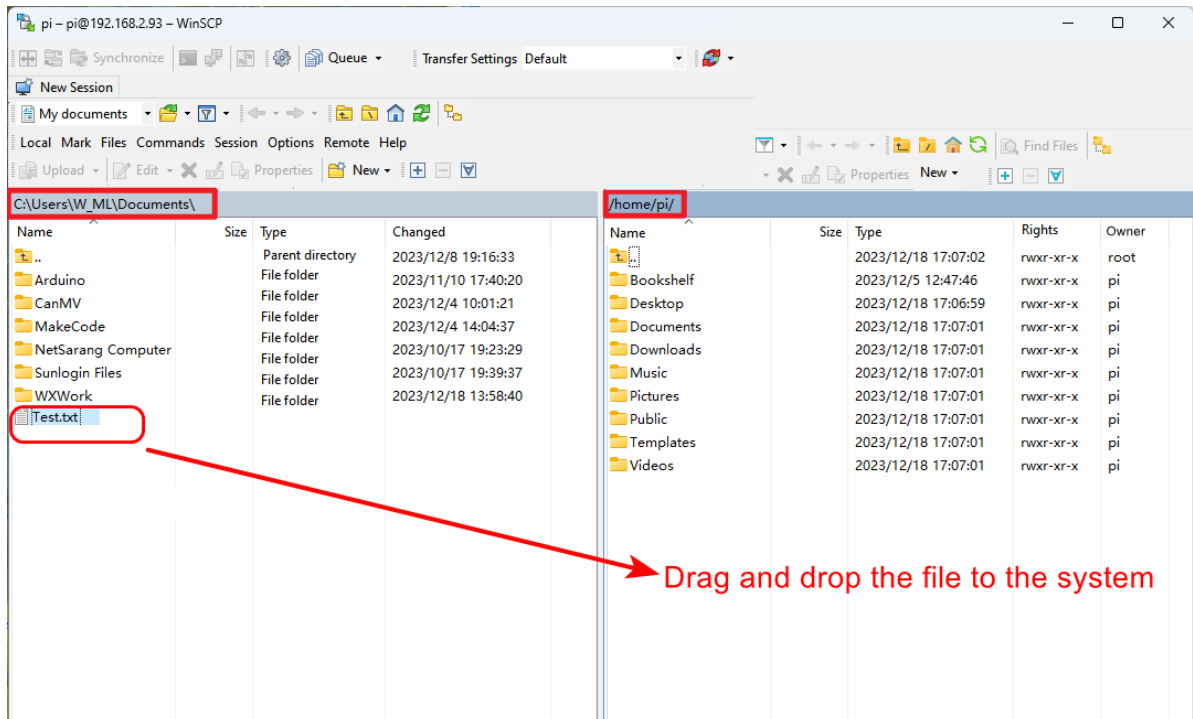 pi – pi@192.168.2.93 – WinSCP
Synchronize Queue Transfer Settings Default
New Session
My documents
Local Mark Files Commands Session Options Remote Help
Find Files
Upload Edit Properties New
Properties New
C:\Users\W_ML\Documents\
Name Size Type Changed
.. Parent directory 2023/12/8 19:16:33
Arduino File folder 2023/11/10 17:40:20
CanMV File folder 2023/12/4 10:01:21
MakeCode File folder 2023/12/4 14:04:37
NetSarang Computer File folder 2023/10/17 19:23:29
Sunlogin Files File folder 2023/10/17 19:39:37
WXWork File folder 2023/12/18 13:58:40
Test.txt
/home/pi/
Name Size Type Changed Rights Owner
.. 2023/12/18 17:07:02 rwxr-xr-x root
Bookshelf 2023/12/5 12:47:46 rwxr-xr-x pi
Desktop 2023/12/18 17:06:59 rwxr-xr-x pi
Documents 2023/12/18 17:07:01 rwxr-xr-x pi
Downloads 2023/12/18 17:07:01 rwxr-xr-x pi
Music 2023/12/18 17:07:01 rwxr-xr-x pi
Pictures 2023/12/18 17:07:01 rwxr-xr-x pi
Public 2023/12/18 17:07:01 rwxr-xr-x pi
Templates 2023/12/18 17:07:01 rwxr-xr-x pi
Videos 2023/12/18 17:07:01 rwxr-xr-x pi
Drag and drop the file to the system